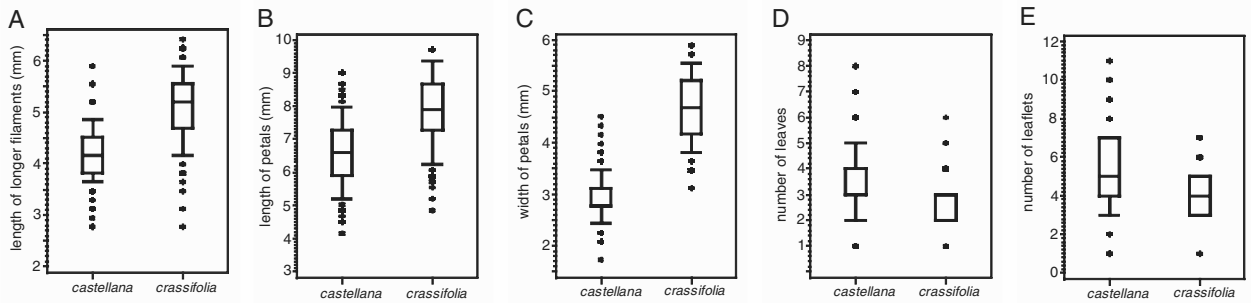 A
length of longer filaments (mm)
6
5
4
3
2
castellana crassifolia
B
length of petals (mm)
10
9
8
7
6
5
4
3
castellana crassifolia
C
width of petals (mm)
6
5
4
3
2
castellana crassifolia
D
number of leaves
9
8
7
6
5
4
3
2
1
castellana crassifolia
E
number of leaflets
12
10
8
6
4
2
0
castellana crassifolia